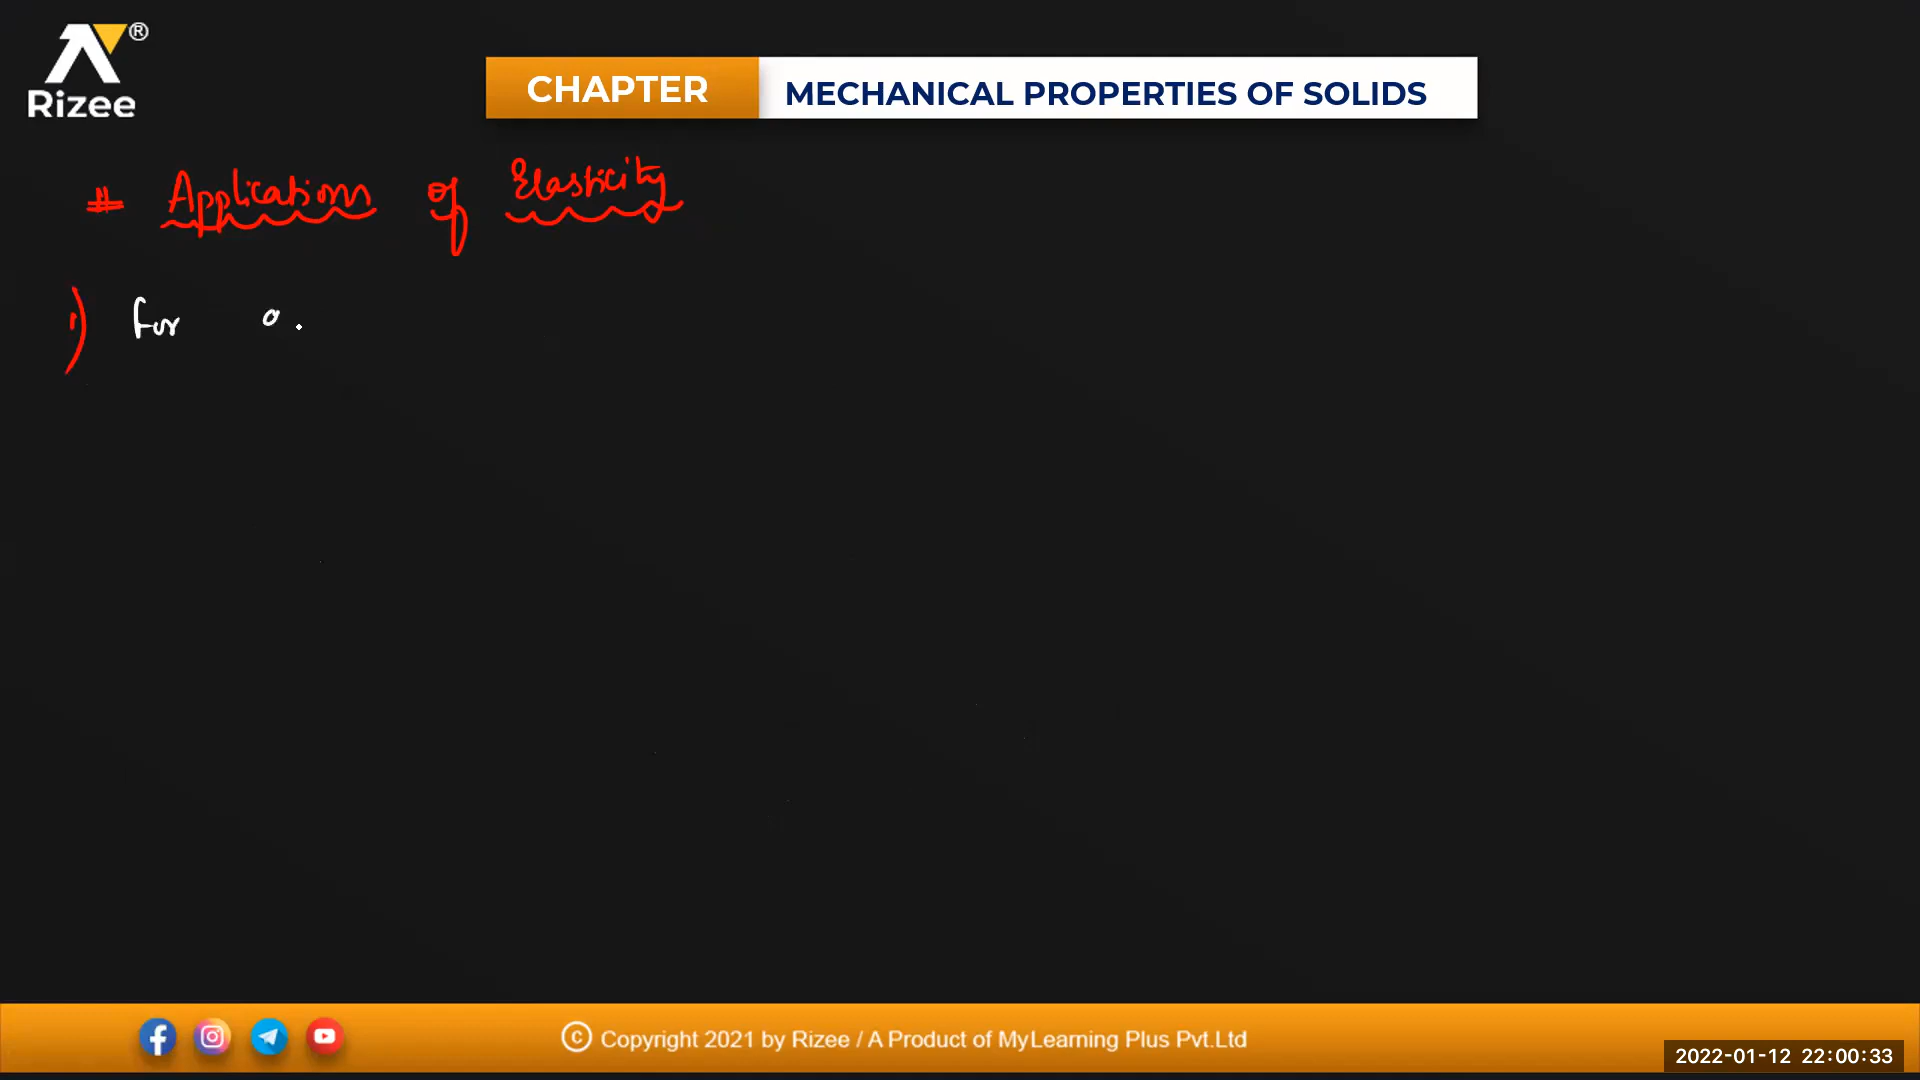 Rizee®
CHAPTER MECHANICAL PROPERTIES OF SOLIDS
# Applications of Elasticity
1) For a
© Copyright 2021 by Rizee / A Product of MyLearning Plus Pvt.Ltd
2022-01-12 22:00:33